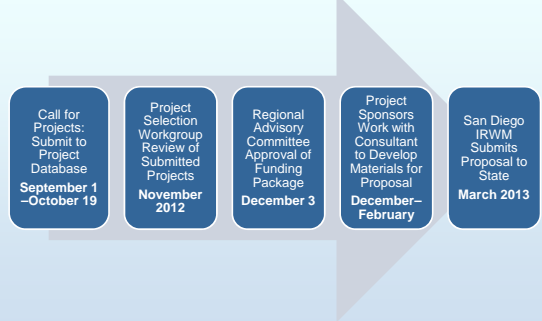 Call for
Projects:
Submit to
Project
Database
September 1
–October 19
Project
Selection
Workgroup
Review of
Submitted
Projects
November
2012
Regional
Advisory
Committee
Approval of
Funding
Package
December 3
Project
Sponsors
Work with
Consultant
to Develop
Materials for
Proposal
December–
February
San Diego
IRWM
Submits
Proposal to
State
March 2013